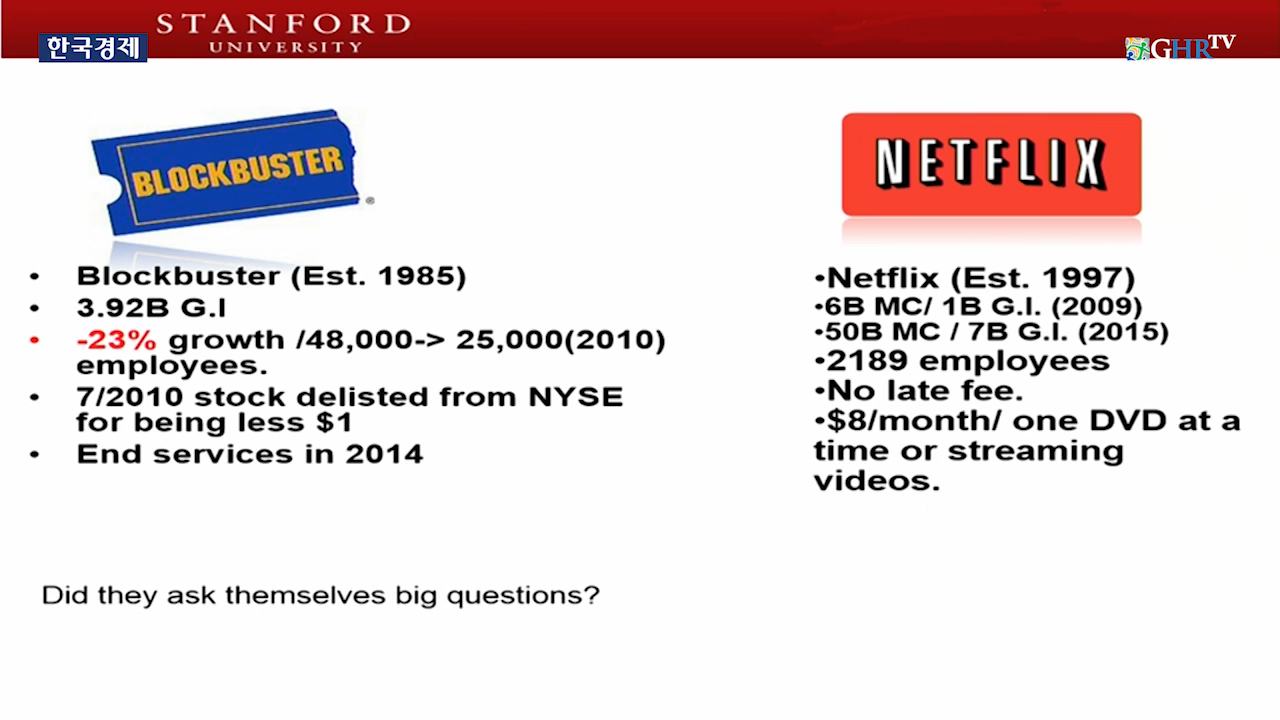 STANFORD
UNIVERSITY
한국경제
GHR TV
BLOCKBUSTER
®
NETFLIX
• Blockbuster (Est. 1985)
• 3.92B G.I
• -23% growth /48,000-> 25,000(2010)
employees.
• 7/2010 stock delisted from NYSE
for being less $1
• End services in 2014
•Netflix (Est. 1997)
•6B MC/ 1B G.I. (2009)
•50B MC / 7B G.I. (2015)
•2189 employees
•No late fee.
•$8/month/ one DVD at a
time or streaming
videos.
Did they ask themselves big questions?